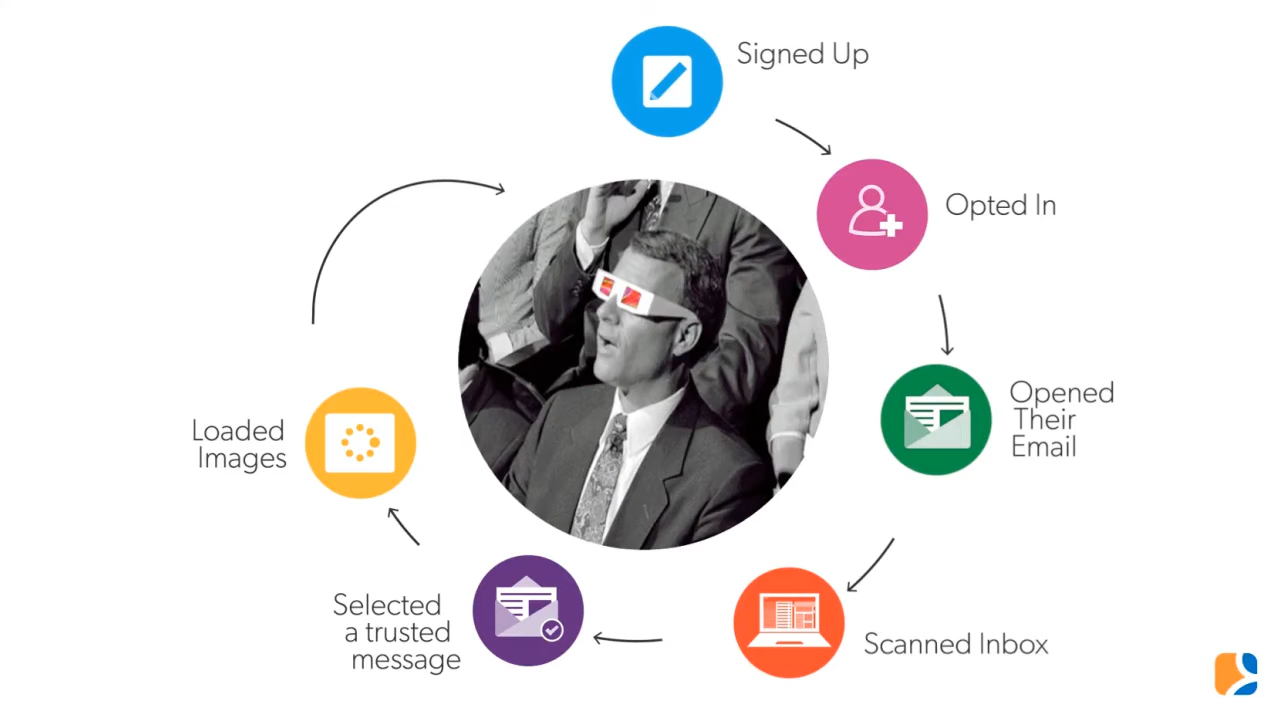 Signed Up
Opted In
Opened
Their
Email
Scanned Inbox
Selected
a trusted
message
Loaded
Images